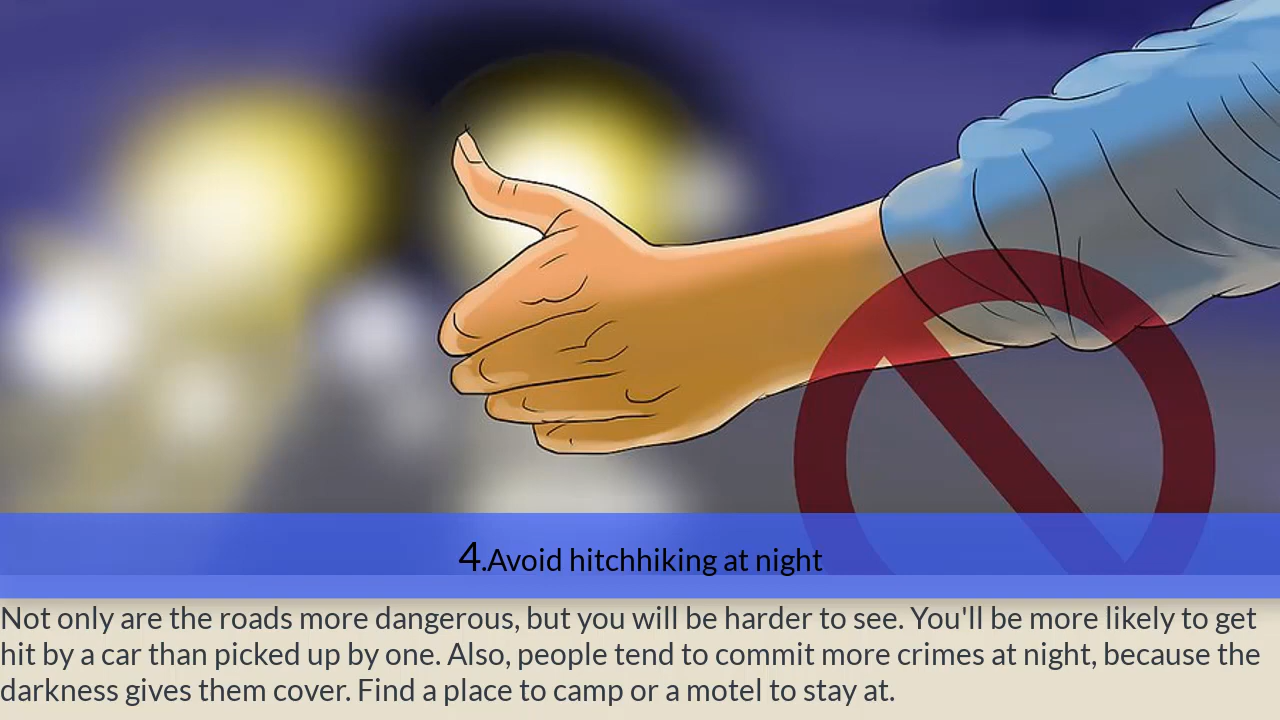 4.Avoid hitchhiking at night
Not only are the roads more dangerous, but you will be harder to see. You'll be more likely to get
hit by a car than picked up by one. Also, people tend to commit more crimes at night, because the
darkness gives them cover. Find a place to camp or a motel to stay at.